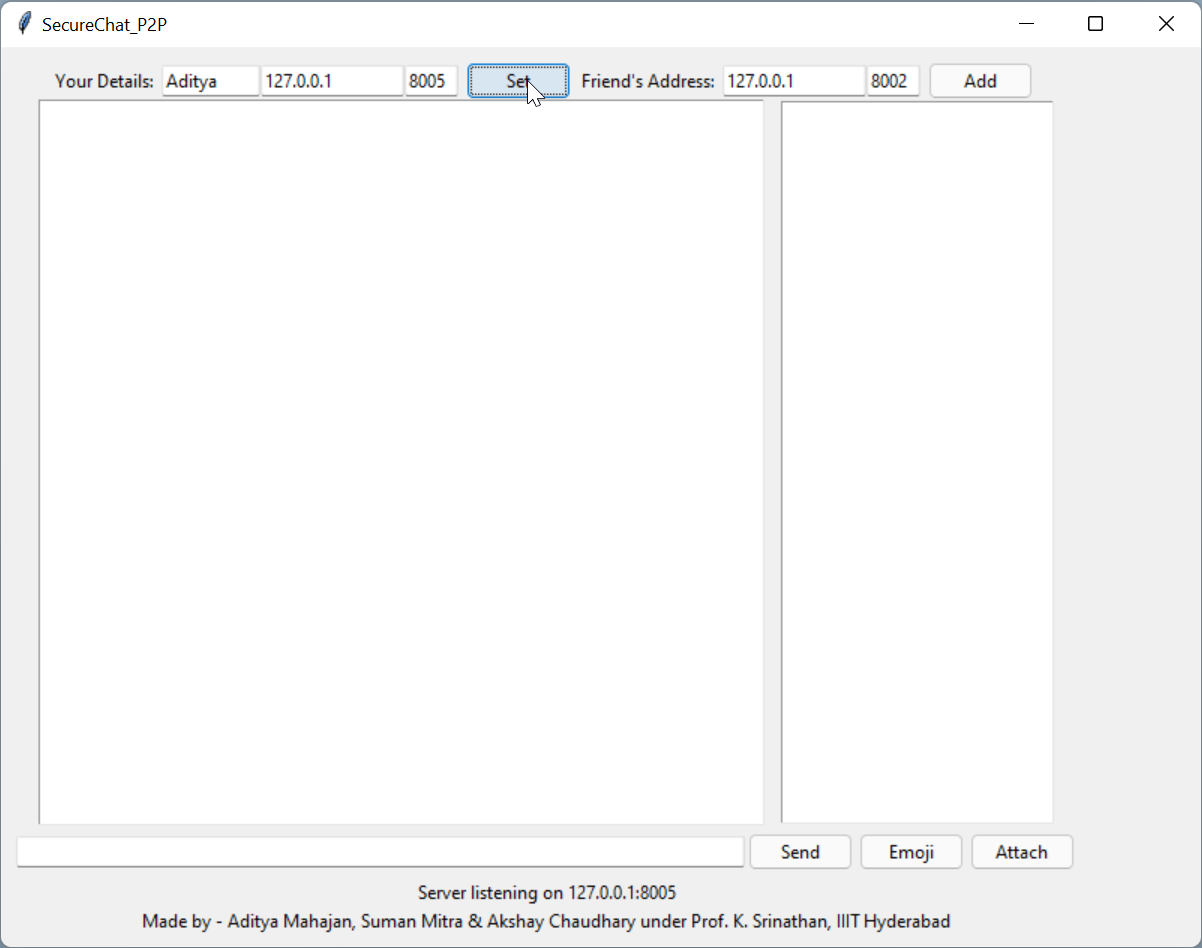 SecureChat_P2P
Your Details: Aditya 127.0.0.1 8005 Set Friend's Address: 127.0.0.1 8002 Add
Send Emoji Attach
Server listening on 127.0.0.1:8005
Made by - Aditya Mahajan, Suman Mitra & Akshay Chaudhary under Prof. K. Srinathan, IIIT Hyderabad